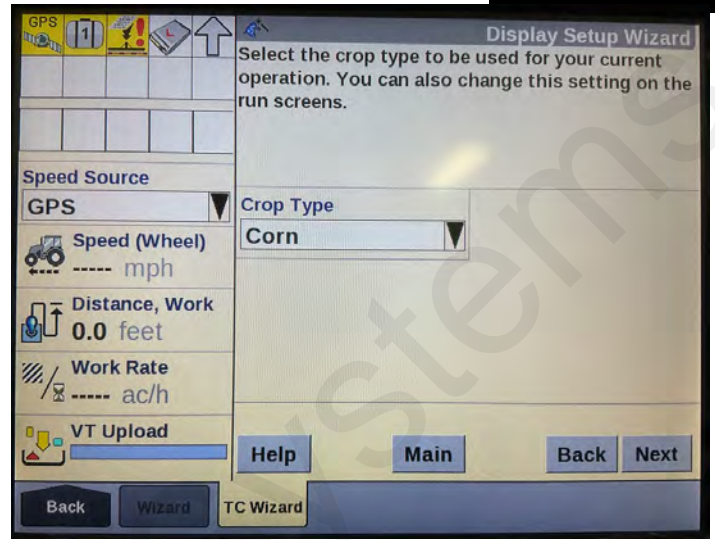 GPS
1
Display Setup Wizard
Select the crop type to be used for your current
operation. You can also change this setting on the
run screens.
Speed Source
GPS
Speed (Wheel)
----- mph
Distance, Work
0.0 feet
Work Rate
----- ac/h
VT Upload
Crop Type
Corn
Help
Main
Back
Next
Back
Wizard
TC Wizard
ystems